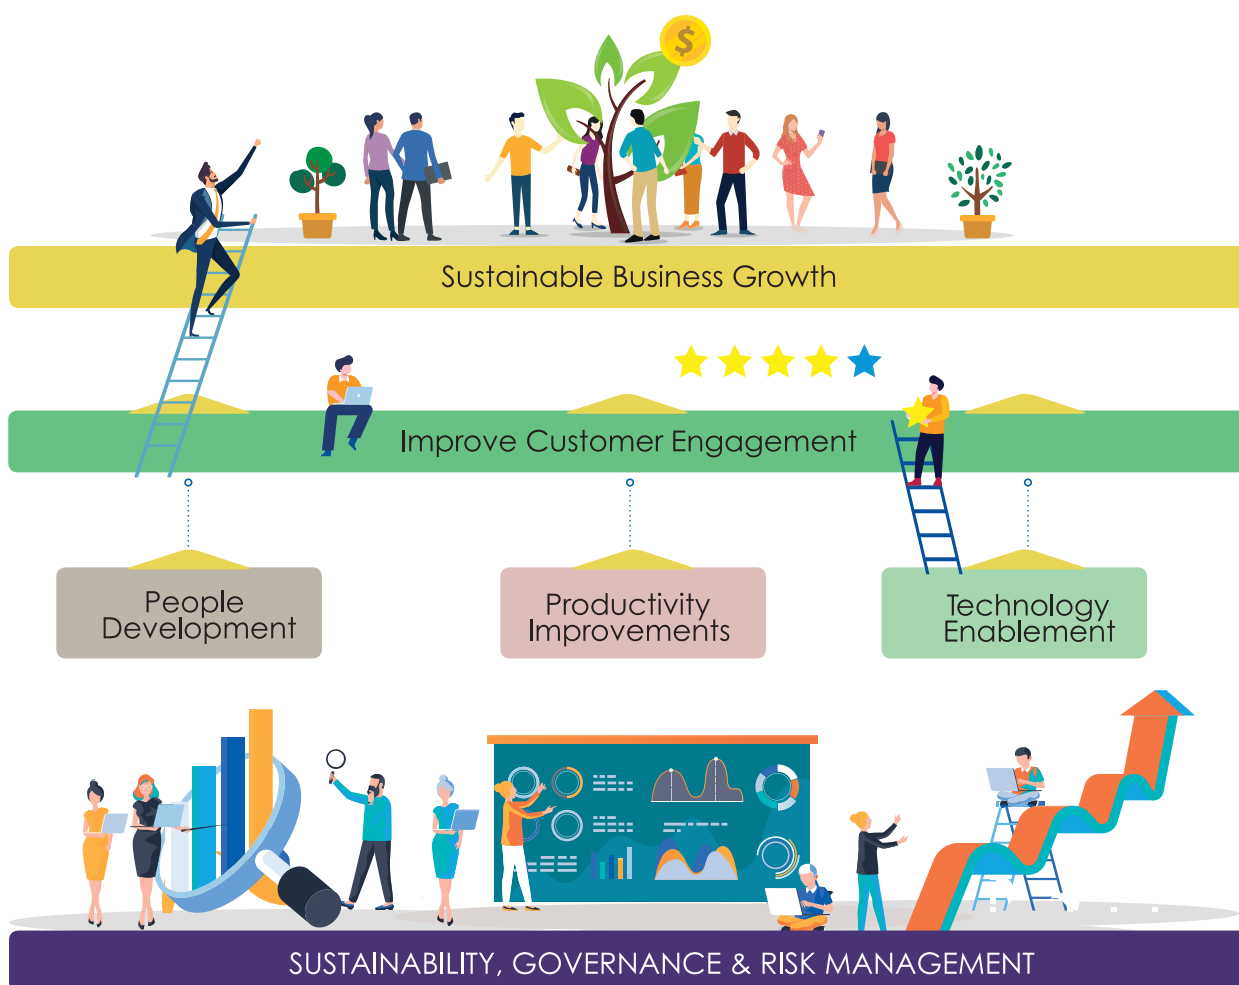 $
Sustainable Business Growth
Improve Customer Engagement
People
Development
Productivity
Improvements
Technology
Enablement
SUSTAINABILITY, GOVERNANCE & RISK MANAGEMENT